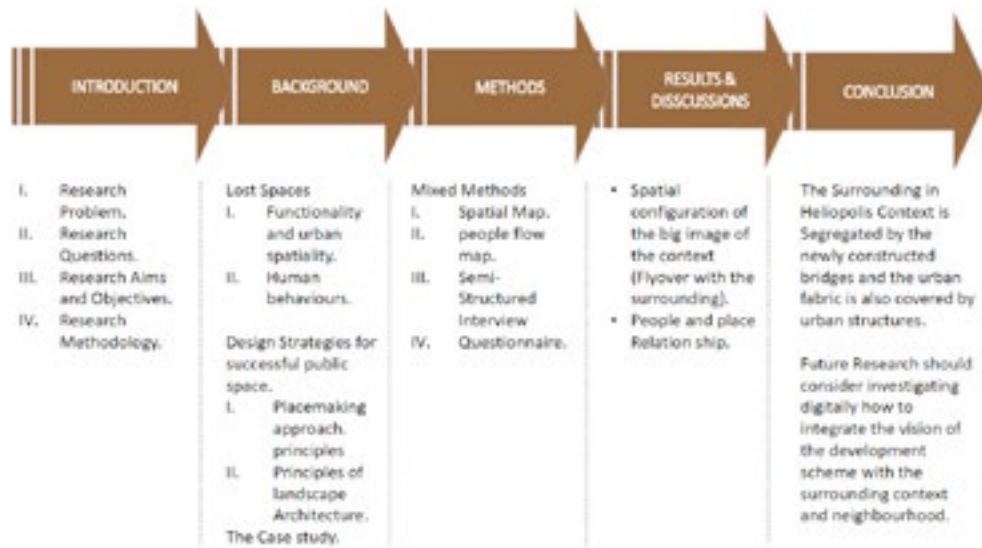 INTRODUCTION
BACKGROUND
METHODS
RESULTS &
DISSCUSSIONS
CONCLUSION
I. Research
Problem.
II. Research
Questions.
III. Research Aims
and Objectives.
IV. Research
Methodology.
Lost Spaces
I. Functionality
and urban
spatiality.
II. Human
behaviours.
Design Strategies for
successful public
space.
I. Placemaking
approach.
principles
II. Principles of
landscape
Architecture.
The Case study.
Mixed Methods
I. Spatial Map.
II. people flow
map.
III. Semi-
Structured
Interview
IV. Questionnaire.
• Spatial
configuration of
the big image of
the context
(Flyover with the
surrounding).
• People and place
Relation ship.
The Surrounding in
Heliopolis Context is
Segregated by the
newly constructed
bridges and the urban
fabric is also covered by
urban structures.
Future Research should
consider investigating
digitally how to
integrate the vision of
the development
scheme with the
surrounding context
and neighbourhood.